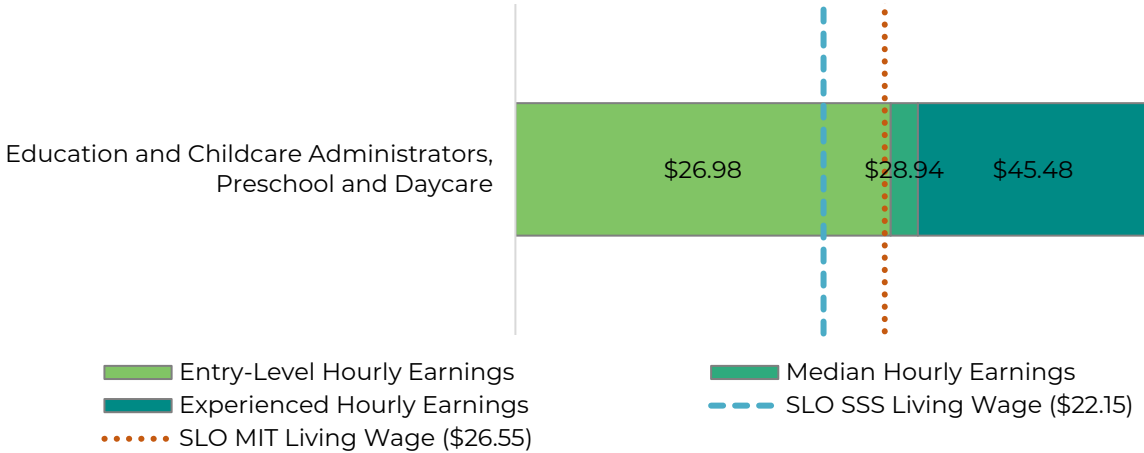 Education and Childcare Administrators,
Preschool and Daycare
$26.98
$28.94
$45.48
Entry-Level Hourly Earnings
Median Hourly Earnings
Experienced Hourly Earnings
SLO SSS Living Wage ($22.15)
SLO MIT Living Wage ($26.55)